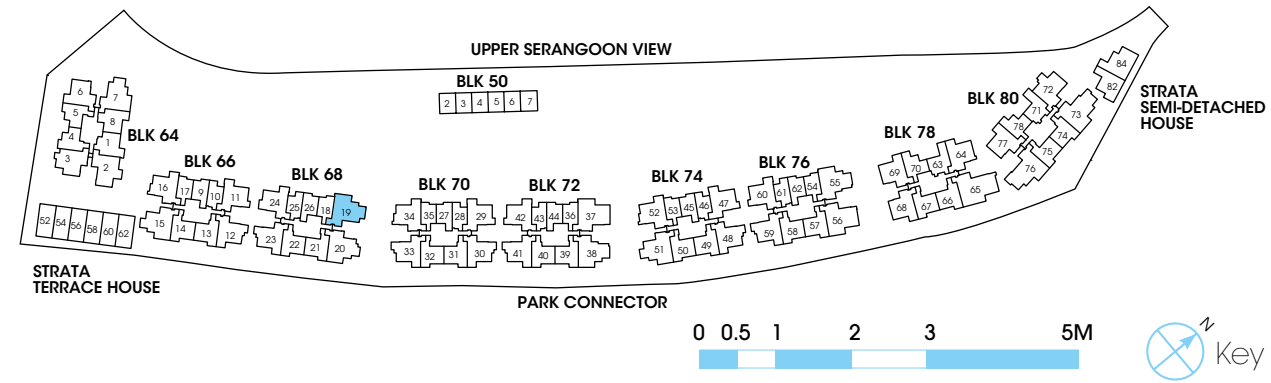 UPPER SERANGOON VIEW
BLK 50
2 3 4 5 6 7
84
82
STRATA
SEMI-DETACHED
HOUSE
BLK 64
6 7
5 8
4 1
3 2
BLK 80
72
71 73
78 74
77 75
76
BLK 66
16 17 9 10 11
15 14 13 12
BLK 68
24 25 26 18 19
23 22 21 20
BLK 70
34 35 27 28 29
33 32 31 30
BLK 72
42 43 44 36 37
41 40 39 38
BLK 74
52 53 45 46 47
51 50 49 48
BLK 76
60 61 62 54 55
59 58 57 56
BLK 78
69 70 63 64
68 67 66 65
52 54 56 58 60 62
STRATA
TERRACE HOUSE
PARK CONNECTOR
0 0.5 1 2 3 5M
N
Key